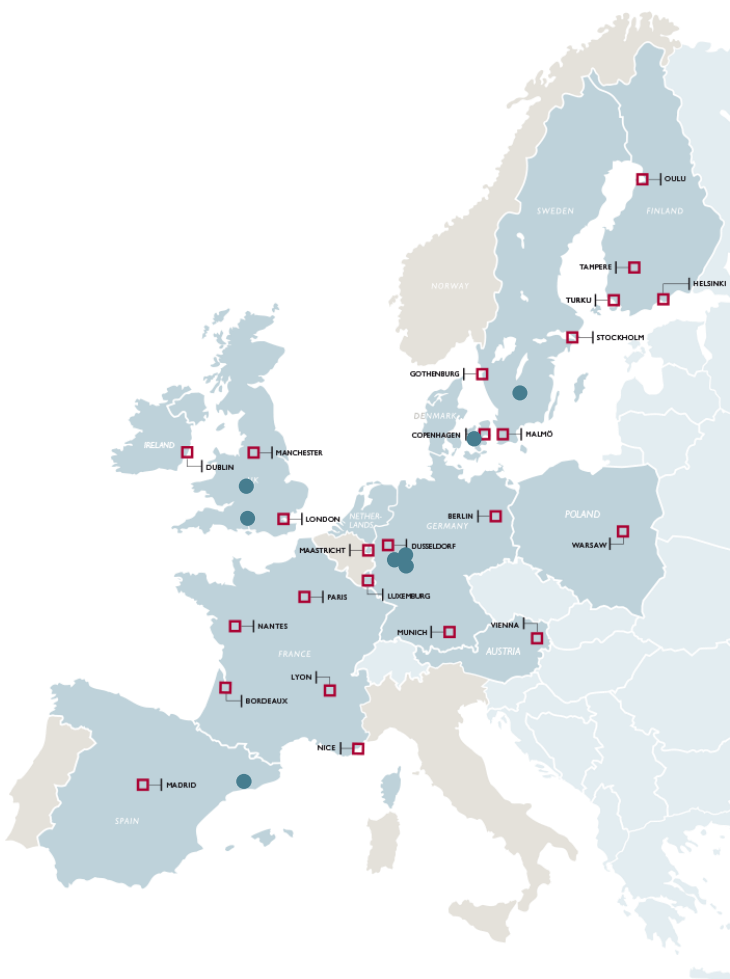 OULU
SWEDEN
FINLAND
TAMPERE
HELSINKI
NORWAY
TURKU
STOCKHOLM
GOTHENBURG
DENMARK
COPENHAGEN
MALMÖ
IRELAND
MANCHESTER
DUBLIN
UK
LONDON
NETHER-
LANDS
BERLIN
GERMANY
POLAND
MAASTRICHT
DUSSELDORF
WARSAW
LUXEMBURG
PARIS
NANTES
MUNICH
VIENNA
FRANCE
AUSTRIA
LYON
BORDEAUX
NICE
MADRID
SPAIN